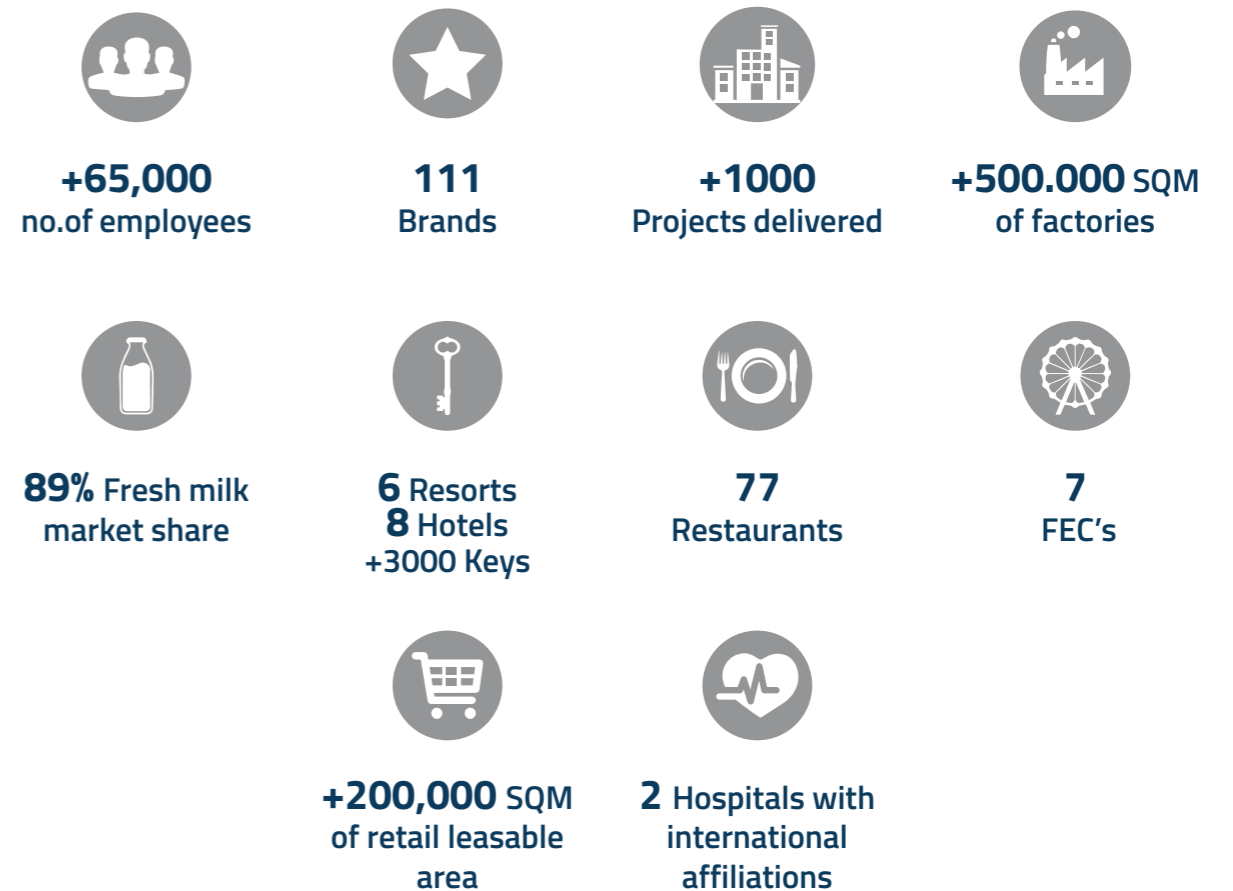 +65,000
no.of employees
111
Brands
+1000
Projects delivered
+500.000 SQM
of factories
89% Fresh milk
market share
6 Resorts
8 Hotels
+3000 Keys
77
Restaurants
7
FEC’s
+200,000 SQM
of retail leasable
area
2 Hospitals with
international
affiliations